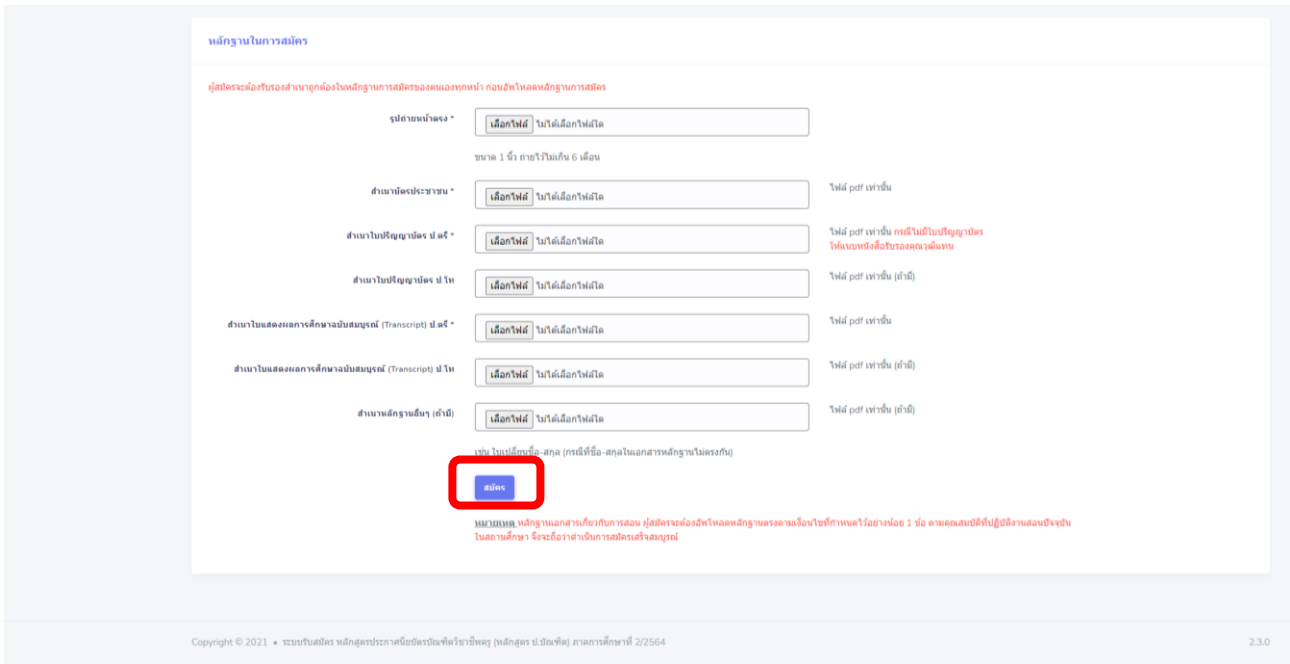 หลักฐานในการสมัคร
ผู้สมัครจะต้องรับรองสำเนาถูกต้องในหลักฐานการสมัครของตนเองทุกหน้า ก่อนอัพโหลดหลักฐานการสมัคร
รูปถ่ายหน้าตรง *
เลือกไฟล์ ไม่ได้เลือกไฟล์ใด
ขนาด 1 นิ้ว ถ่ายไว้ไม่เกิน 6 เดือน
สำเนาบัตรประชาชน *
เลือกไฟล์ ไม่ได้เลือกไฟล์ใด
ไฟล์ pdf เท่านั้น
สำเนาใบปริญญาบัตร ป.ตรี *
เลือกไฟล์ ไม่ได้เลือกไฟล์ใด
ไฟล์ pdf เท่านั้น กรณีไม่มีใบปริญญาบัตร
ให้แนบหนังสือรับรองคุณวุฒิแทน
สำเนาใบปริญญาบัตร ป.โท
เลือกไฟล์ ไม่ได้เลือกไฟล์ใด
ไฟล์ pdf เท่านั้น (ถ้ามี)
สำเนาใบแสดงผลการศึกษาฉบับสมบูรณ์ (Transcript) ป.ตรี *
เลือกไฟล์ ไม่ได้เลือกไฟล์ใด
ไฟล์ pdf เท่านั้น
สำเนาใบแสดงผลการศึกษาฉบับสมบูรณ์ (Transcript) ป.โท
เลือกไฟล์ ไม่ได้เลือกไฟล์ใด
ไฟล์ pdf เท่านั้น (ถ้ามี)
สำเนาหลักฐานอื่นๆ (ถ้ามี)
เลือกไฟล์ ไม่ได้เลือกไฟล์ใด
ไฟล์ pdf เท่านั้น (ถ้ามี)
เช่น ใบเปลี่ยนชื่อ-สกุล (กรณีที่ชื่อ-สกุลในเอกสารหลักฐานไม่ตรงกัน)
สมัคร
หมายเหตุ หลักฐานเอกสารเกี่ยวกับการสอน ผู้สมัครจะต้องอัพโหลดหลักฐานตรงตามเงื่อนไขที่กำหนดไว้อย่างน้อย 1 ข้อ ตามคุณสมบัติที่ปฏิบัติงานสอนปัจจุบัน
ในสถานศึกษา จึงจะถือว่าดำเนินการสมัครเสร็จสมบูรณ์
Copyright © 2021 • ระบบรับสมัคร หลักสูตรประกาศนียบัตรบัณฑิตวิชาชีพครู (หลักสูตร ป.บัณฑิต) ภาคการศึกษาที่ 2/2564
2.3.0